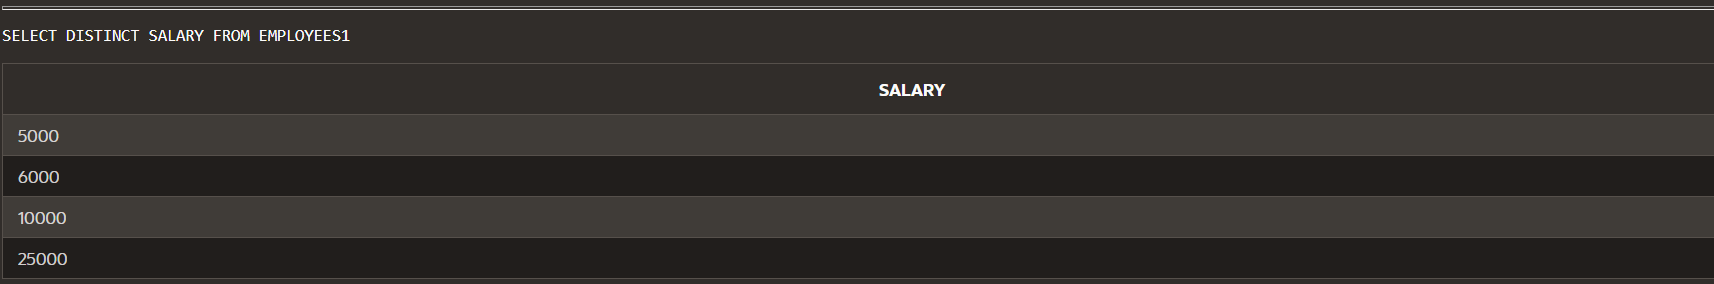 SELECT DISTINCT SALARY FROM EMPLOYEES1
SALARY
5000
6000
10000
25000